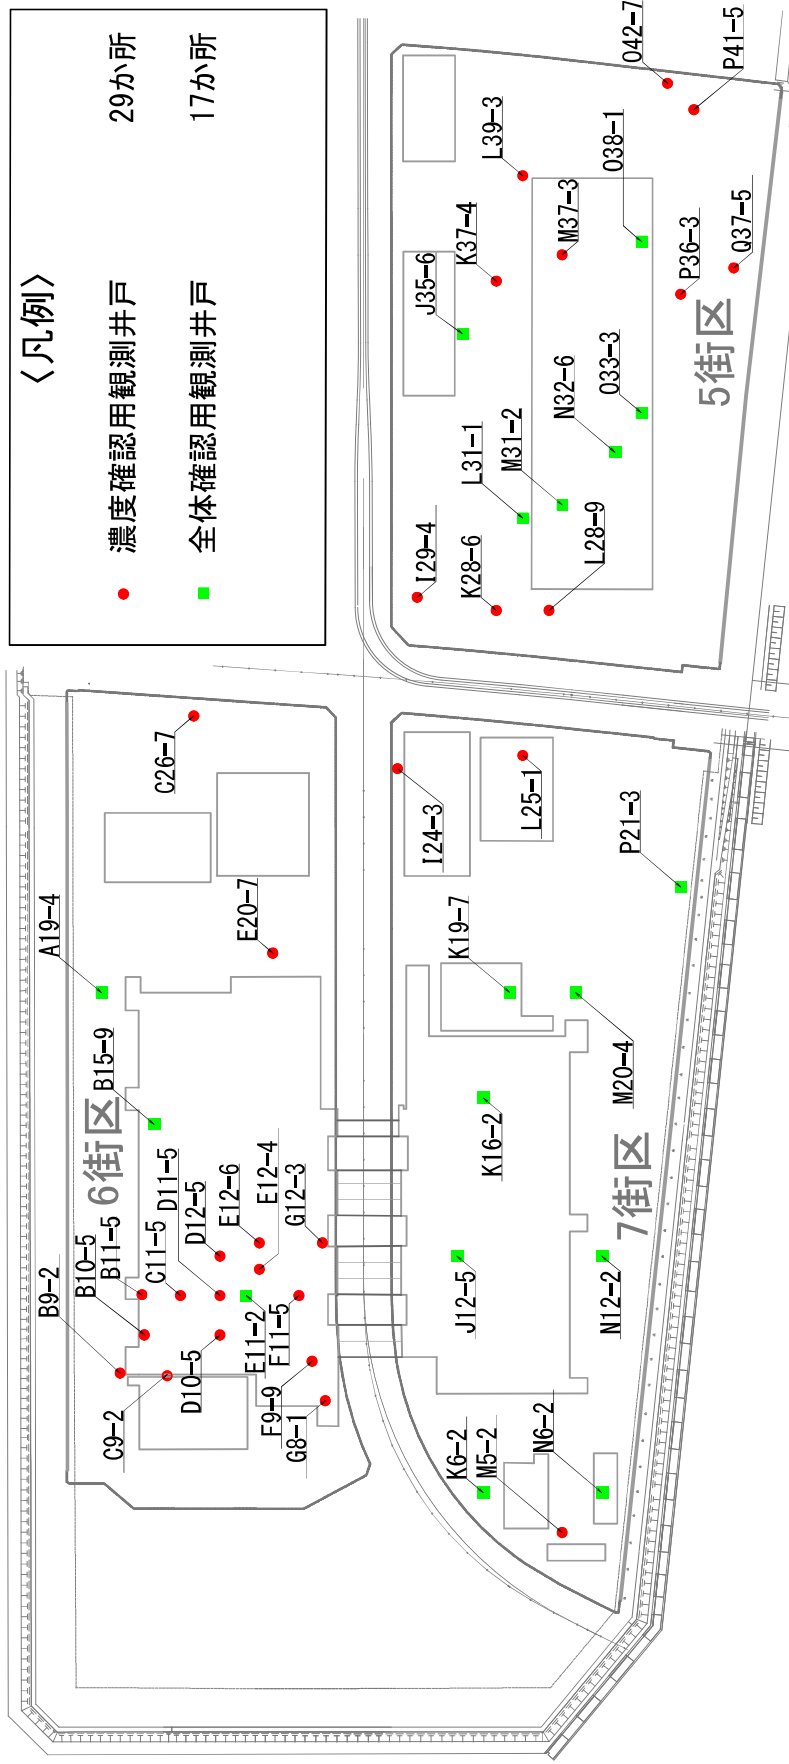 〈凡例〉
濃度確認用観測井戸 29か所
全体確認用観測井戸 17か所
6街区
A19-4
B9-2
B10-5
B11-5
B15-9
C9-2
C11-5
C26-7
D10-5
D11-5
D12-5
E11-2
E12-6
E12-4
E20-7
F9-9
F11-5
G8-1
G12-3
5街区
I29-4
J35-6
K28-6
K37-4
L28-9
L31-1
L39-3
M31-2
M37-3
N32-6
O33-3
O38-1
O42-7
P36-3
P41-5
Q37-5
7街区
I24-3
J12-5
K6-2
K16-2
K19-7
L25-1
M5-2
M20-4
N6-2
N12-2
P21-3